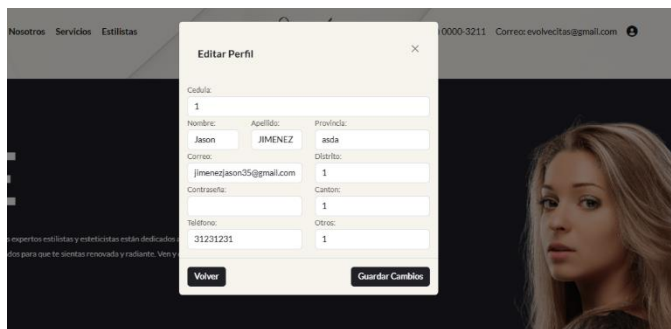 Nosotros Servicios Estilistas
0000-3211 Correo: evolvecitas@gmail.com
Editar Perfil
Cedula:
1
Nombre: Apellido: Provincia:
Jason JIMENEZ asda
Correo: Distrito:
jimenezjason35@gmail.com 1
Contraseña: Canton:
1
Teléfono: Otros:
31231231 1
s expertos estilistas y esteticistas están dedicados a
dos para que te sientas renovada y radiante. Ven y
Volver Guardar Cambios